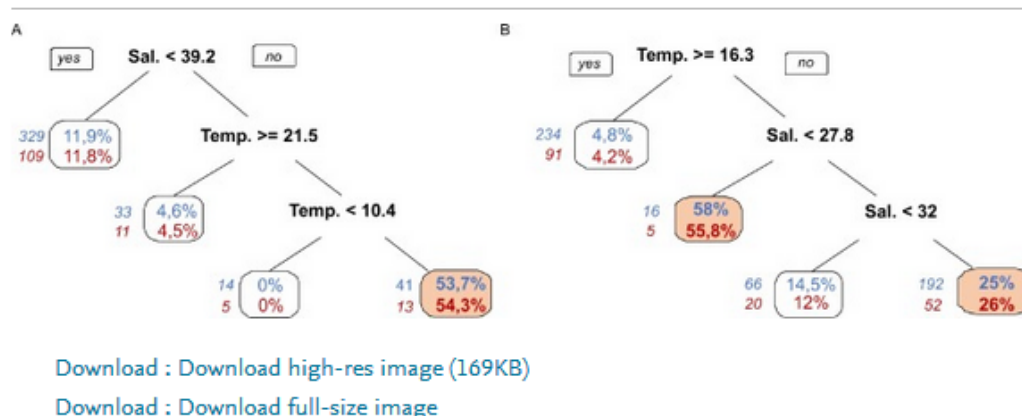 A
yes
Sal. < 39.2
no
329 11,9%
109 11,8%
Temp. >= 21.5
33 4,6%
11 4,5%
Temp. < 10.4
14 0%
5 0%
41 53,7%
13 54,3%
B
yes
Temp. >= 16.3
no
234 4,8%
91 4,2%
Sal. < 27.8
16 58%
5 55,8%
Sal. < 32
66 14,5%
20 12%
192 25%
52 26%
Download : Download high-res image (169KB)
Download : Download full-size image